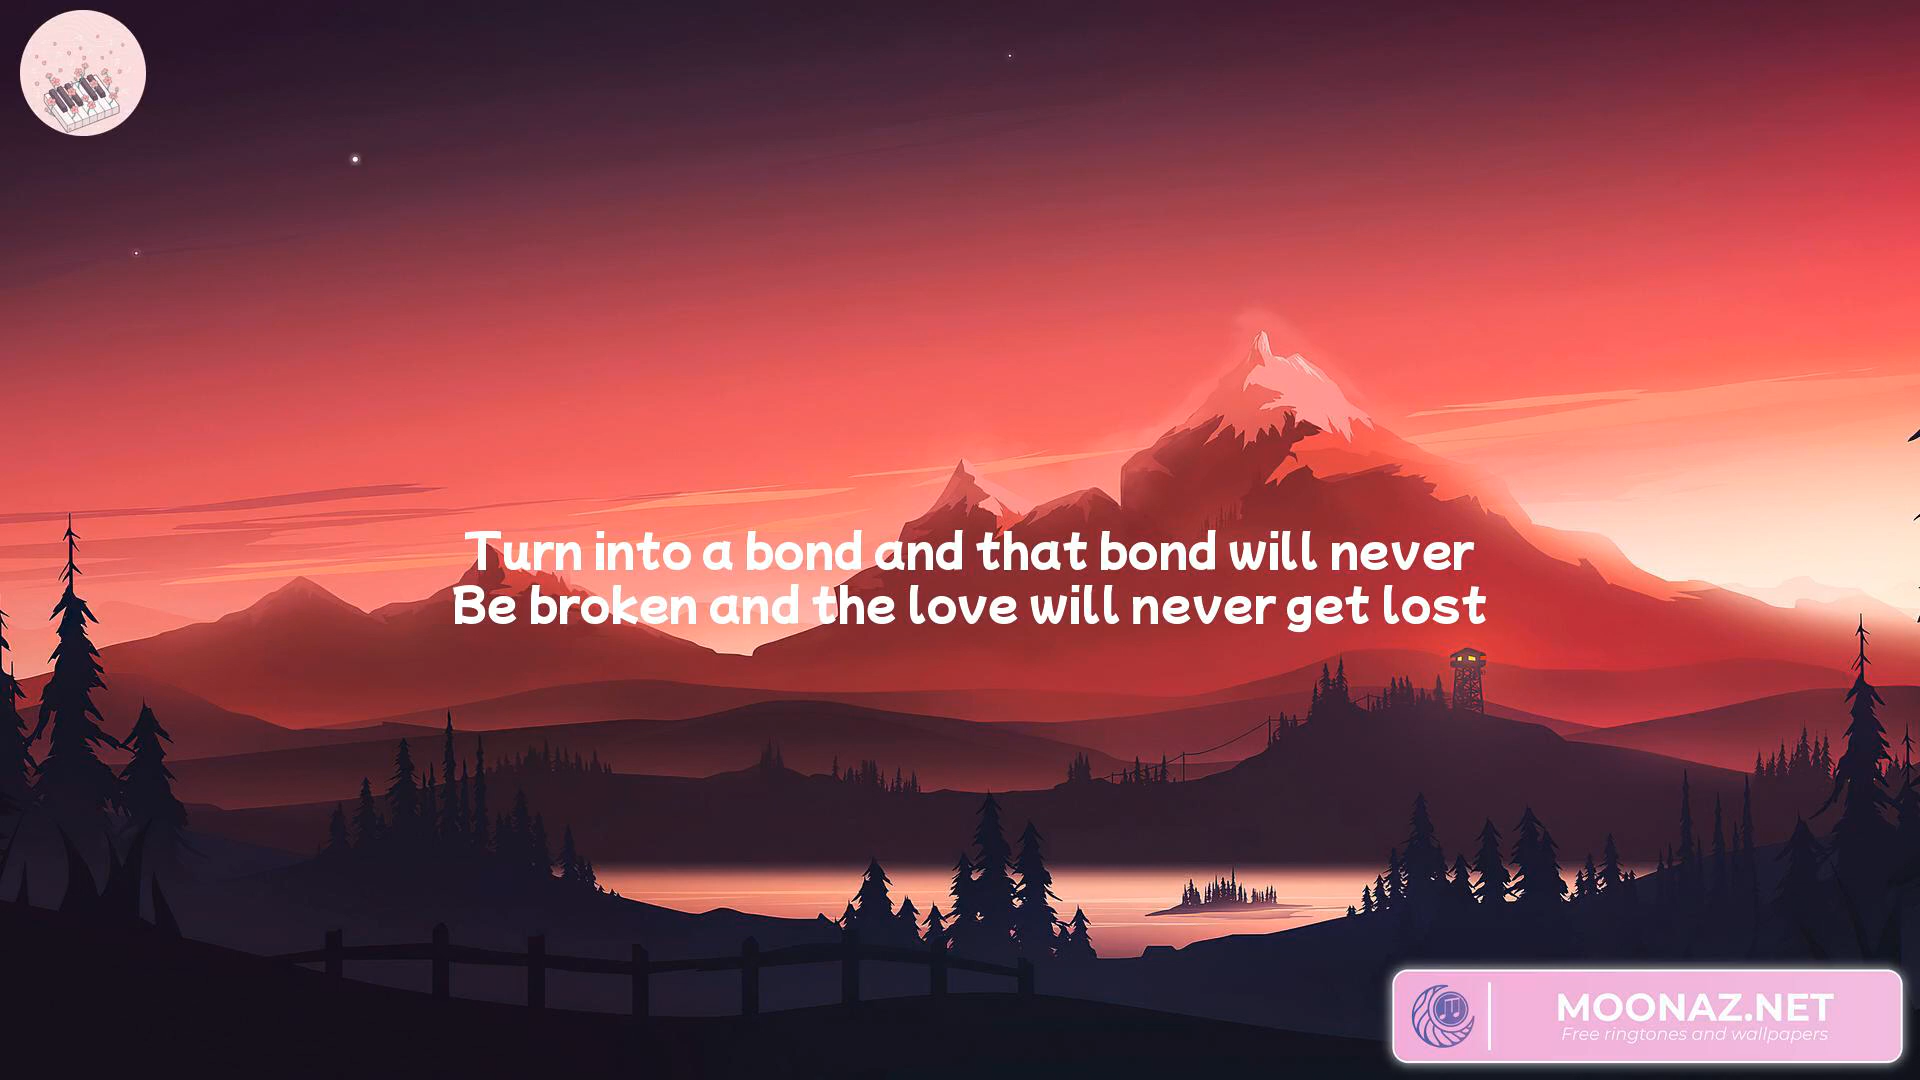 Turn into a bond and that bond will never
Be broken and the love will never get lost
MOONAZ.NET
Free ringtones and wallpapers